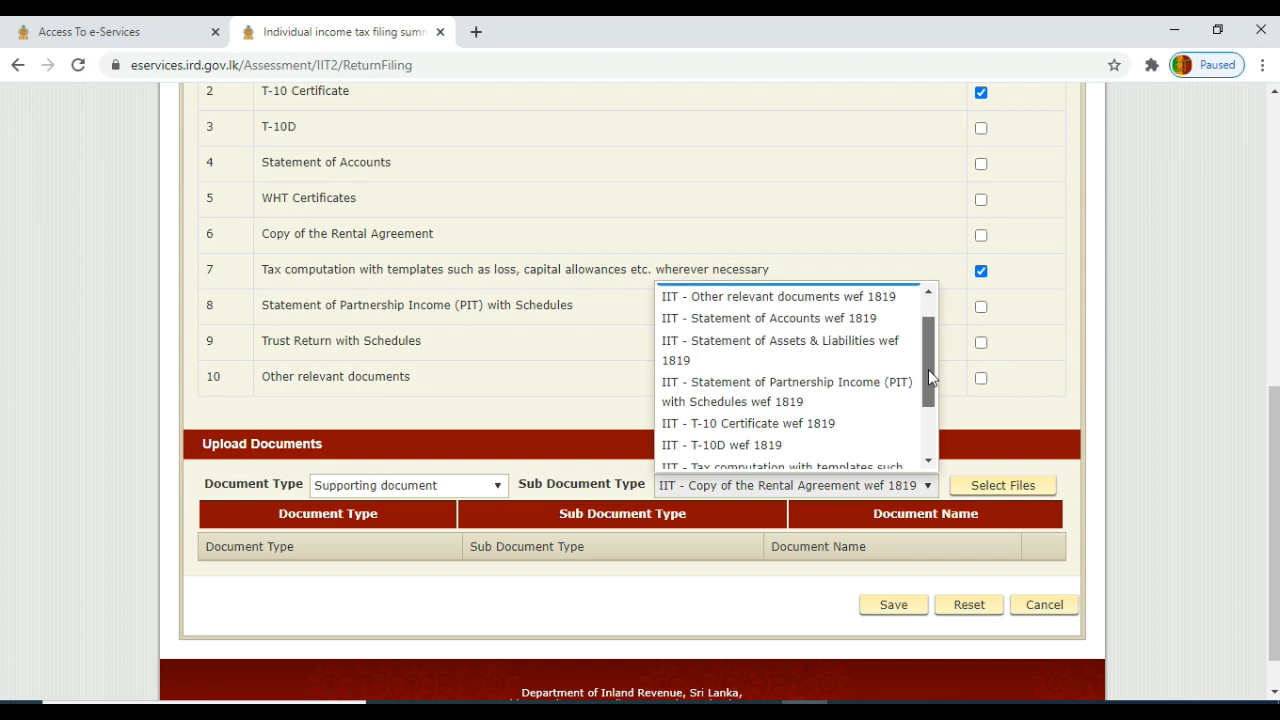 Access To e-Services
Individual income tax filing sum
eservices.ird.gov.lk/Assessment/IIT2/ReturnFiling
Paused
2 T-10 Certificate
3 T-10D
4 Statement of Accounts
5 WHT Certificates
6 Copy of the Rental Agreement
7 Tax computation with templates such as loss, capital allowances etc. wherever necessary
8 Statement of Partnership Income (PIT) with Schedules
9 Trust Return with Schedules
10 Other relevant documents
IIT - Other relevant documents wef 1819
IIT - Statement of Accounts wef 1819
IIT - Statement of Assets & Liabilities wef
1819
IIT - Statement of Partnership Income (PIT)
with Schedules wef 1819
IIT - T-10 Certificate wef 1819
IIT - T-10D wef 1819
IIT - Tax computation with templates such
Upload Documents
Document Type Supporting document Sub Document Type IIT - Copy of the Rental Agreement wef 1819 Select Files
Document Type Sub Document Type Document Name
Document Type Sub Document Type Document Name
Save Reset Cancel
Department of Inland Revenue, Sri Lanka,